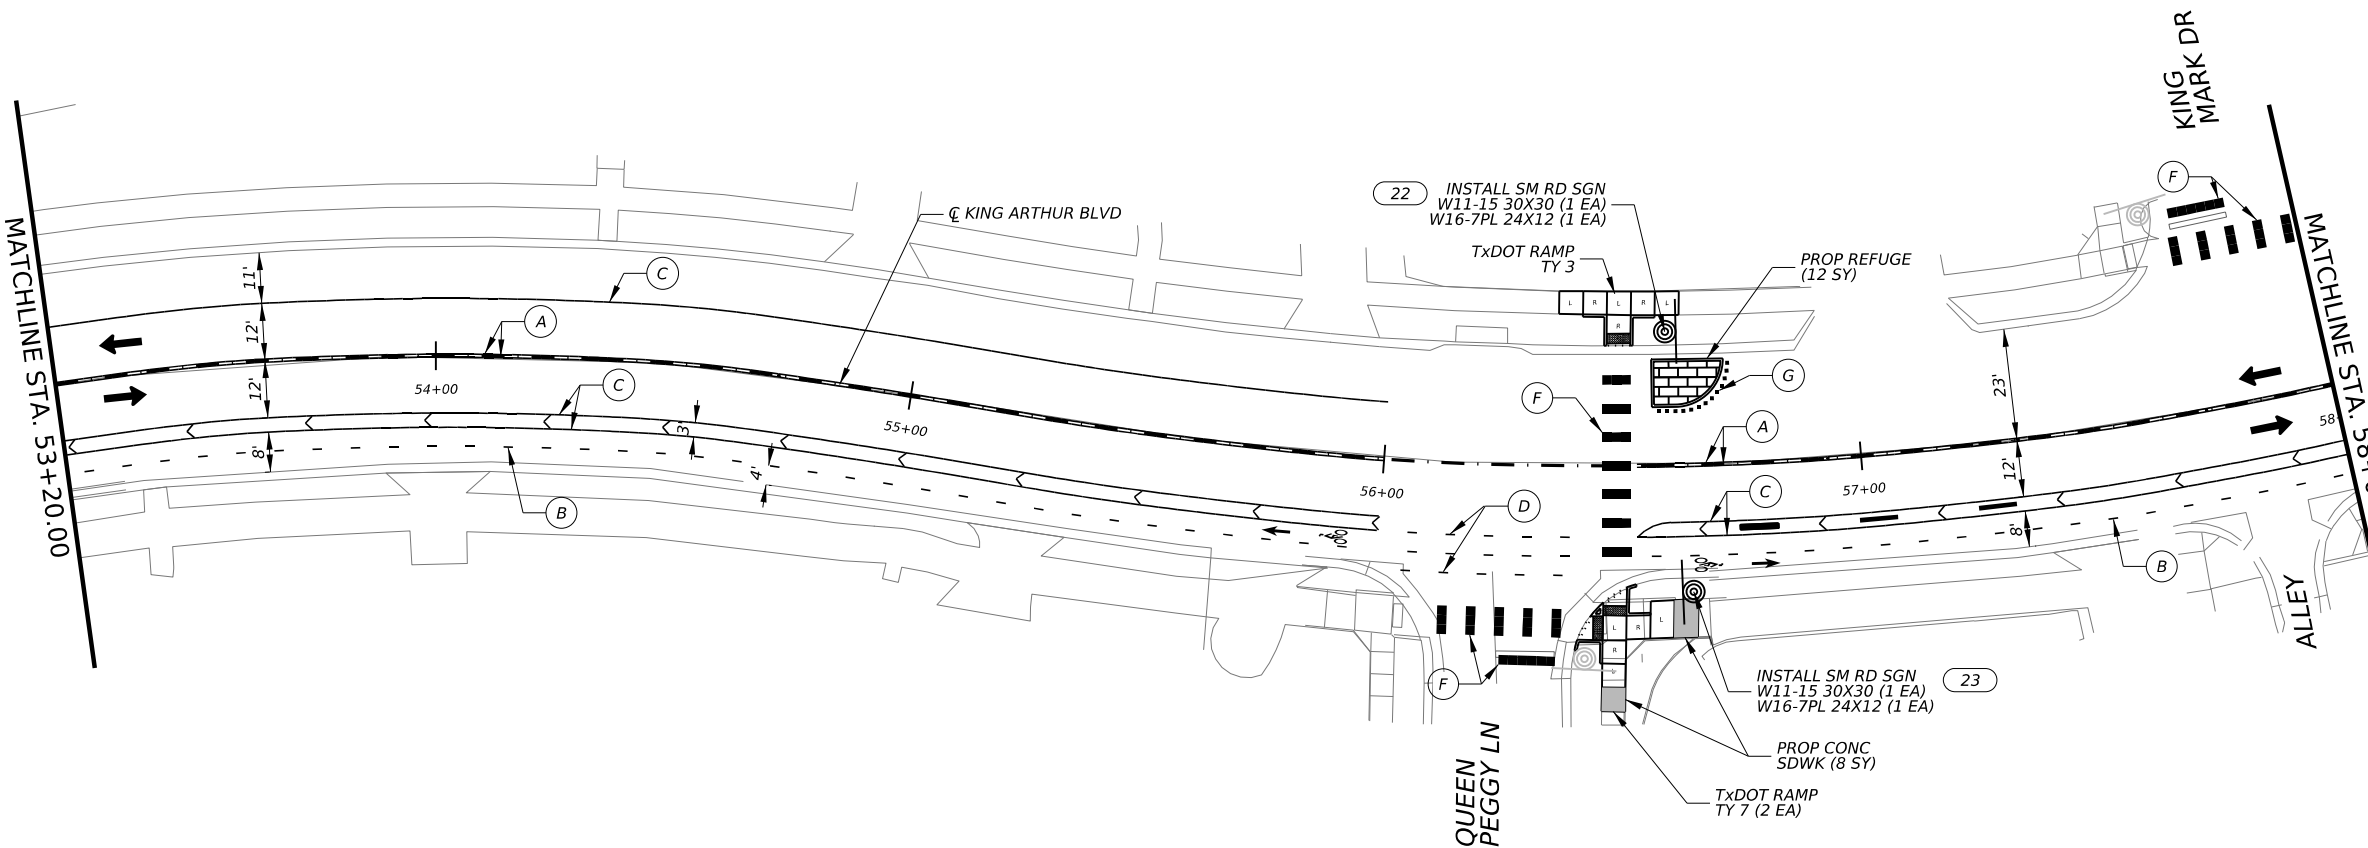 KING
MARK DR
F
22
INSTALL SM RD SGN
W11-15 30X30 (1 EA)
W16-7PL 24X12 (1 EA)
℄ KING ARTHUR BLVD
TxDOT RAMP
TY 3
PROP REFUGE
(12 SY)
MATCHLINE STA. 53+20.00
MATCHLINE STA. 58+
11'
12'
12'
8'
C
A
C
54+00
3'
4'
B
55+00
L
R
L
R
L
R
F
G
A
23'
12'
8'
58
56+00
57+00
D
C
B
L
R
L
R
L
F
QUEEN
PEGGY LN
ALLEY
INSTALL SM RD SGN
W11-15 30X30 (1 EA)
W16-7PL 24X12 (1 EA)
23
PROP CONC
SDWK (8 SY)
TxDOT RAMP
TY 7 (2 EA)